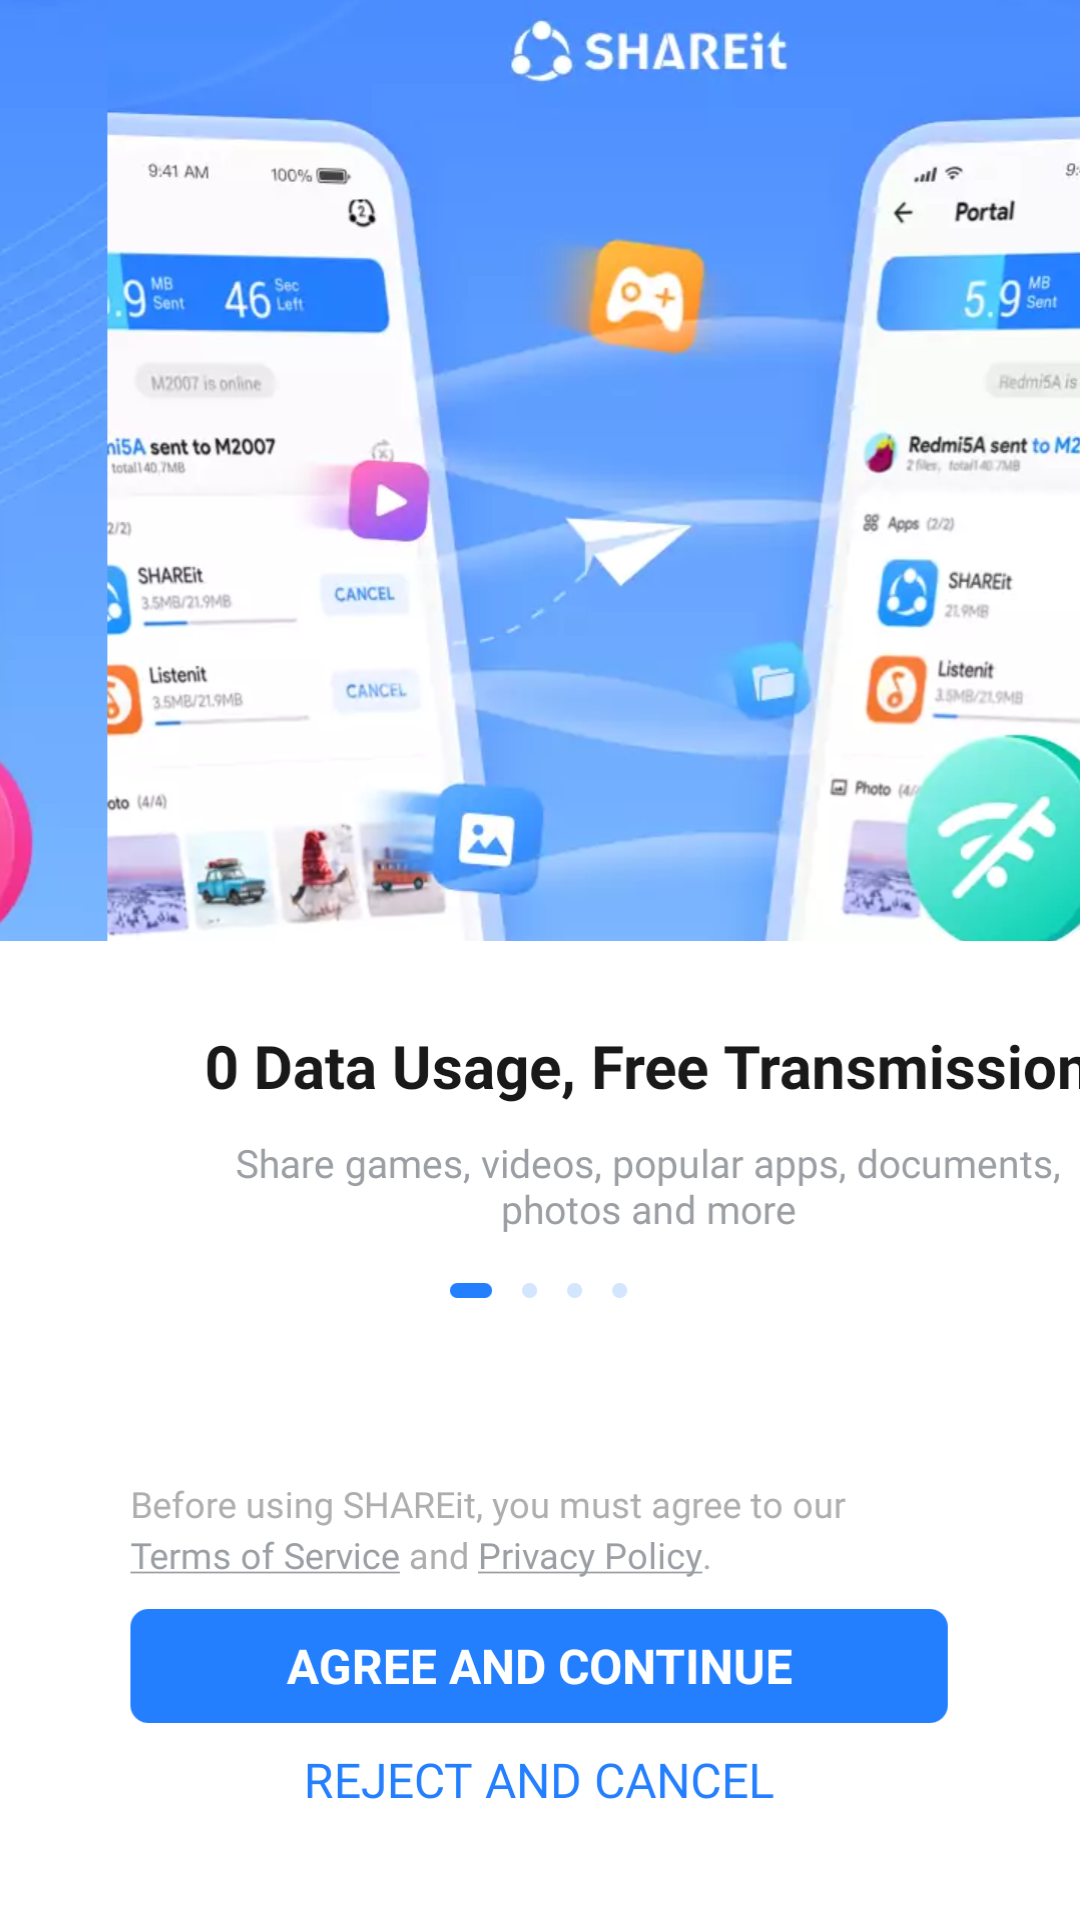 SHAREit
9:41 AM 100%
2
.9 MB Sent 46 Sec Left
M2007 is online
mi5A sent to M2007
total140.7MB
2/2)
SHAREit
3.5MB/21.9MB
CANCEL
Listenit
3.5MB/21.9MB
CANCEL
oto (4/4)
9:
Portal
5.9 MB Sent
Redmi5A is
Redmi5A sent to M2
2 files, total140.7MB
Apps (2/2)
SHAREit
21.9MB
Listenit
3.5MB/21.9MB
Photo (4/
0 Data Usage, Free Transmission
Share games, videos, popular apps, documents,
photos and more
Before using SHAREit, you must agree to our
Terms of Service and Privacy Policy.
AGREE AND CONTINUE
REJECT AND CANCEL